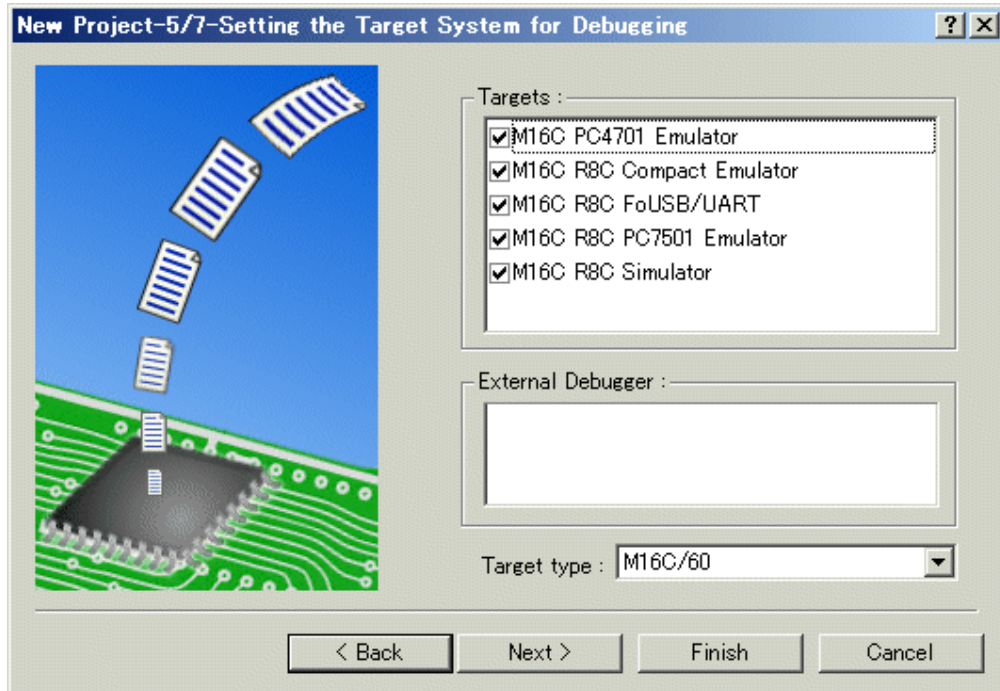 New Project-5/7-Setting the Target System for Debugging
Targets :
M16C PC4701 Emulator
M16C R8C Compact Emulator
M16C R8C FoUSB/UART
M16C R8C PC7501 Emulator
M16C R8C Simulator
External Debugger :
Target type : M16C/60
< Back Next > Finish Cancel